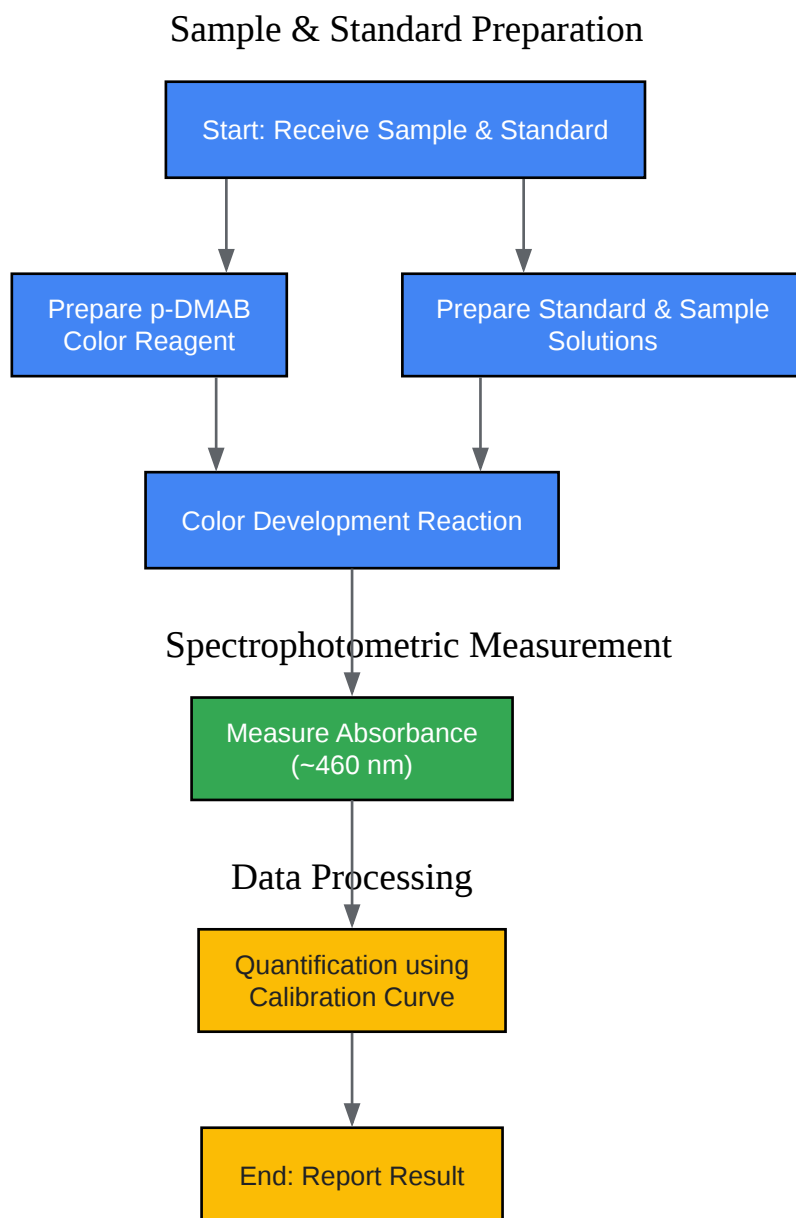 Sample & Standard Preparation
Start: Receive Sample & Standard
Prepare p-DMAB
Color Reagent
Prepare Standard & Sample
Solutions
Color Development Reaction
Spectrophotometric Measurement
Measure Absorbance
(~460 nm)
Data Processing
Quantification using
Calibration Curve
End: Report Result